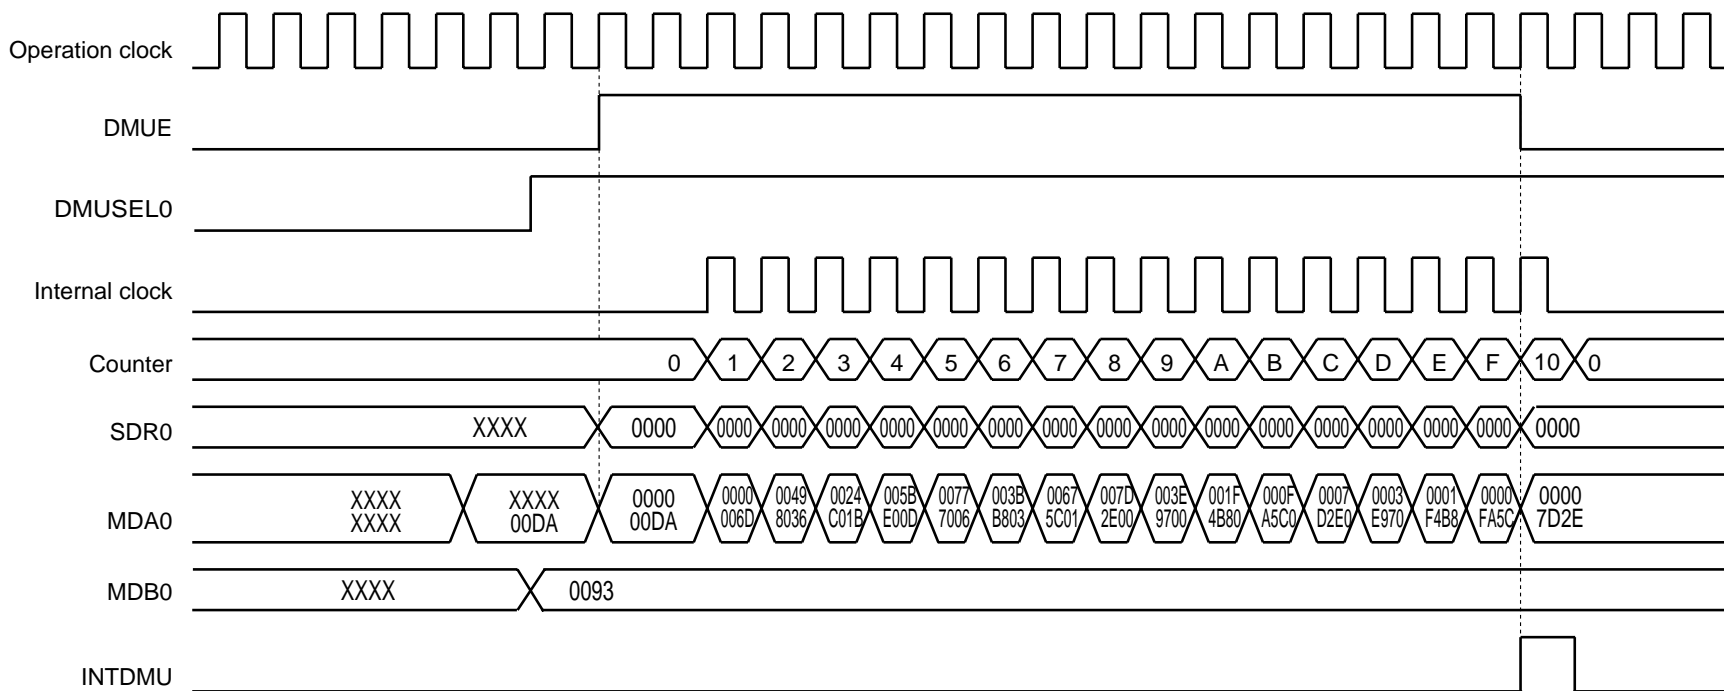 Operation clock
DMUE
DMUSEL0
Internal clock
Counter 0 1 2 3 4 5 6 7 8 9 A B C D E F 10 0
SDR0 XXXX 0000 0000 0000 0000 0000 0000 0000 0000 0000 0000 0000 0000 0000 0000 0000 0000 0000
XXXX XXXX 0000 0000 0049 0024 005B 0077 003B 0067 007D 003E 001F 000F 0007 0003 0001 0000 0000
MDA0 XXXX 00DA 00DA 006D 8036 C01B E00D 7006 B803 5C01 2E00 9700 4B80 A5C0 D2E0 E970 F4B8 FA5C 7D2E
MDB0 XXXX 0093
INTDMU